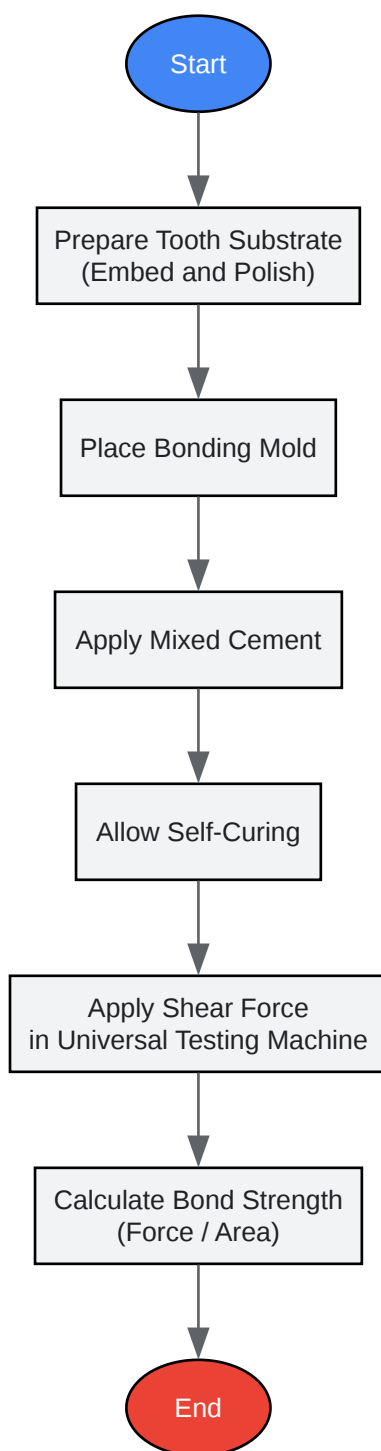 Start
Prepare Tooth Substrate
(Embed and Polish)
Place Bonding Mold
Apply Mixed Cement
Allow Self-Curing
Apply Shear Force
in Universal Testing Machine
Calculate Bond Strength
(Force / Area)
End